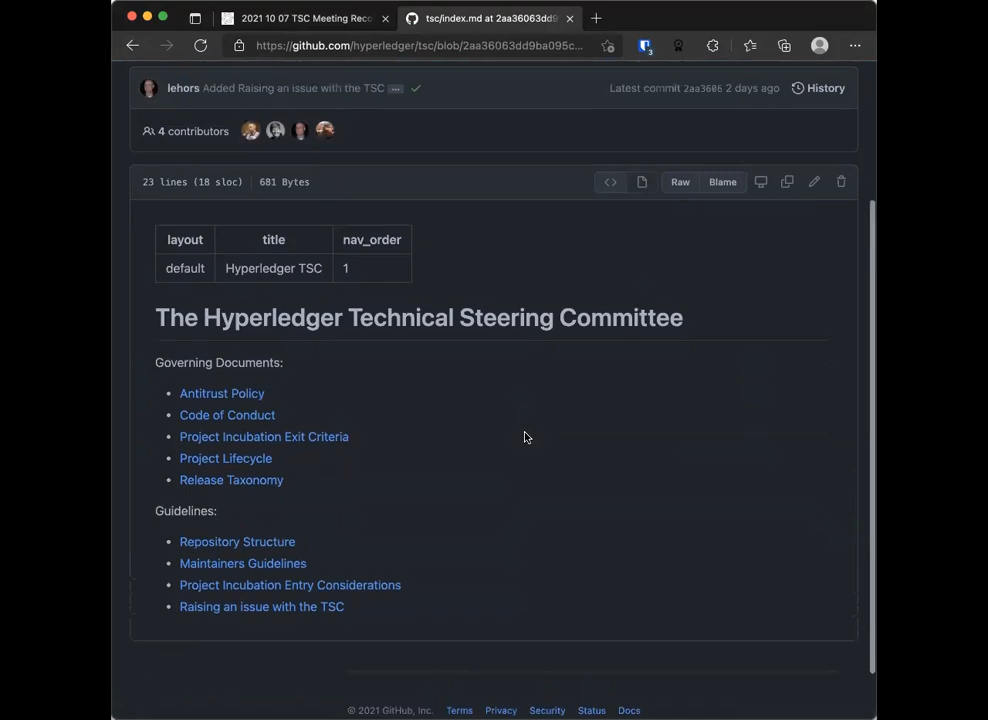 2021 10 07 TSC Meeting Reco
tsc/index.md at 2aa36063dd9
https://github.com/hyperledger/tsc/blob/2aa36063dd9ba095c...
3
lehors Added Raising an issue with the TSC ...
Latest commit 2aa3606 2 days ago
History
4 contributors
23 lines (18 sloc) | 681 Bytes
Raw
Blame
layout title nav_order
default Hyperledger TSC 1
The Hyperledger Technical Steering Committee
Governing Documents:
• Antitrust Policy
• Code of Conduct
• Project Incubation Exit Criteria
• Project Lifecycle
• Release Taxonomy
Guidelines:
• Repository Structure
• Maintainers Guidelines
• Project Incubation Entry Considerations
• Raising an issue with the TSC
© 2021 GitHub, Inc. Terms Privacy Security Status Docs